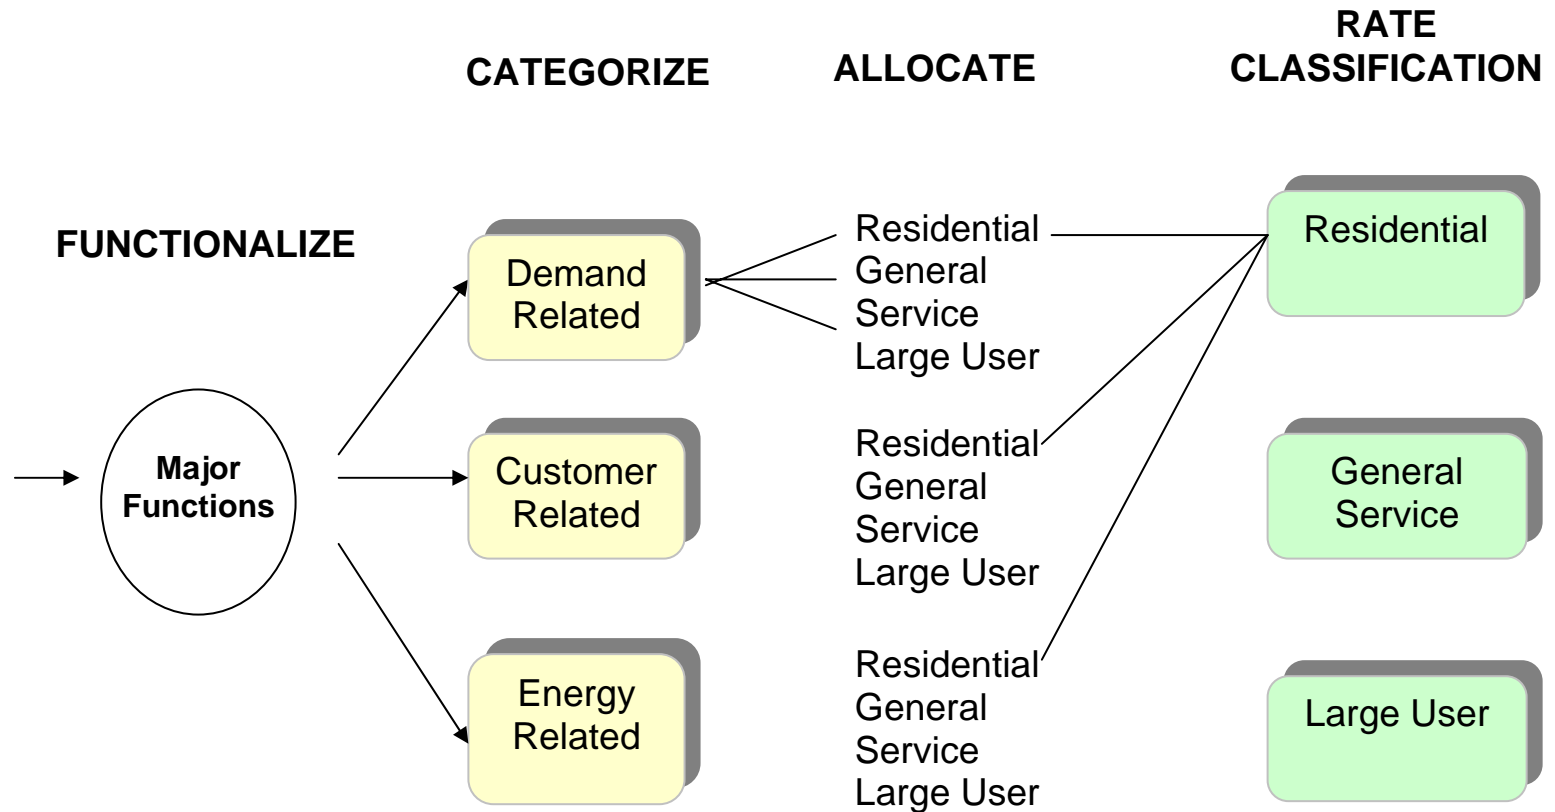 RATE
CLASSIFICATION
CATEGORIZE
ALLOCATE
FUNCTIONALIZE
Major
Functions
Demand
Related
Customer
Related
Energy
Related
Residential
General
Service
Large User
Residential
General
Service
Large User
Residential
General
Service
Large User
Residential
General
Service
Large User